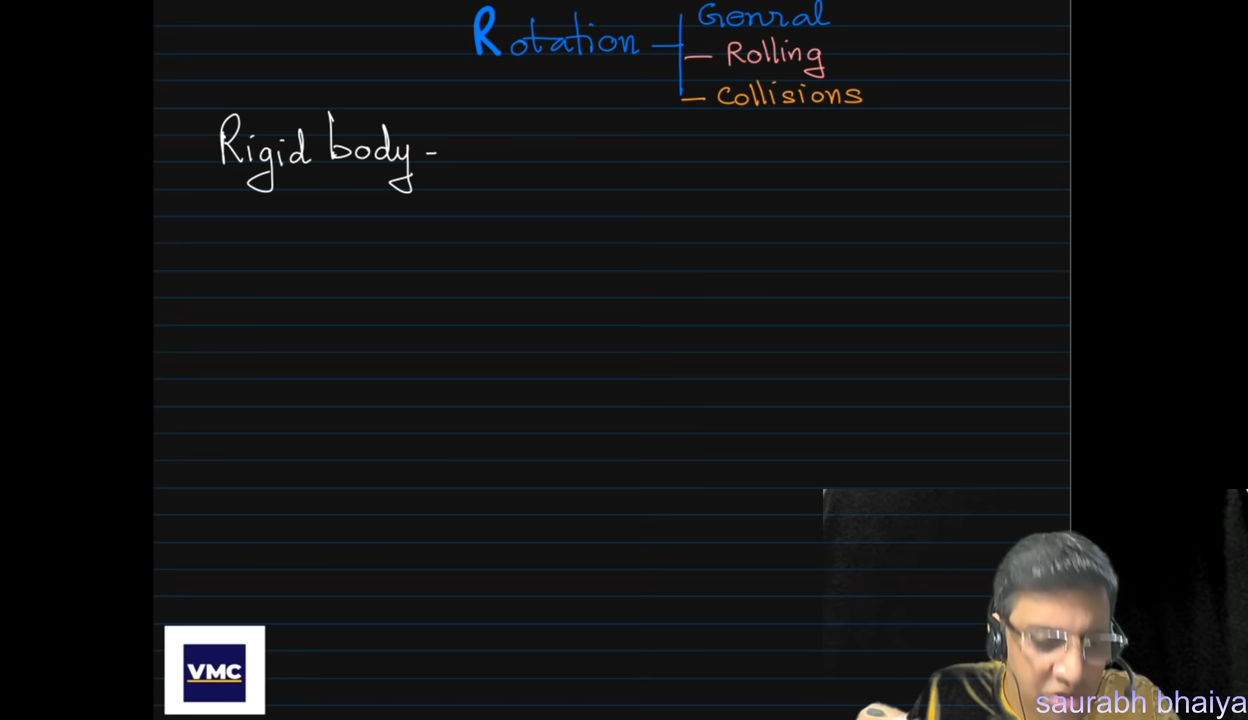 Rotation
Genral
- Rolling
- Collisions
Rigid body -
VMC
saurabh bhaiya